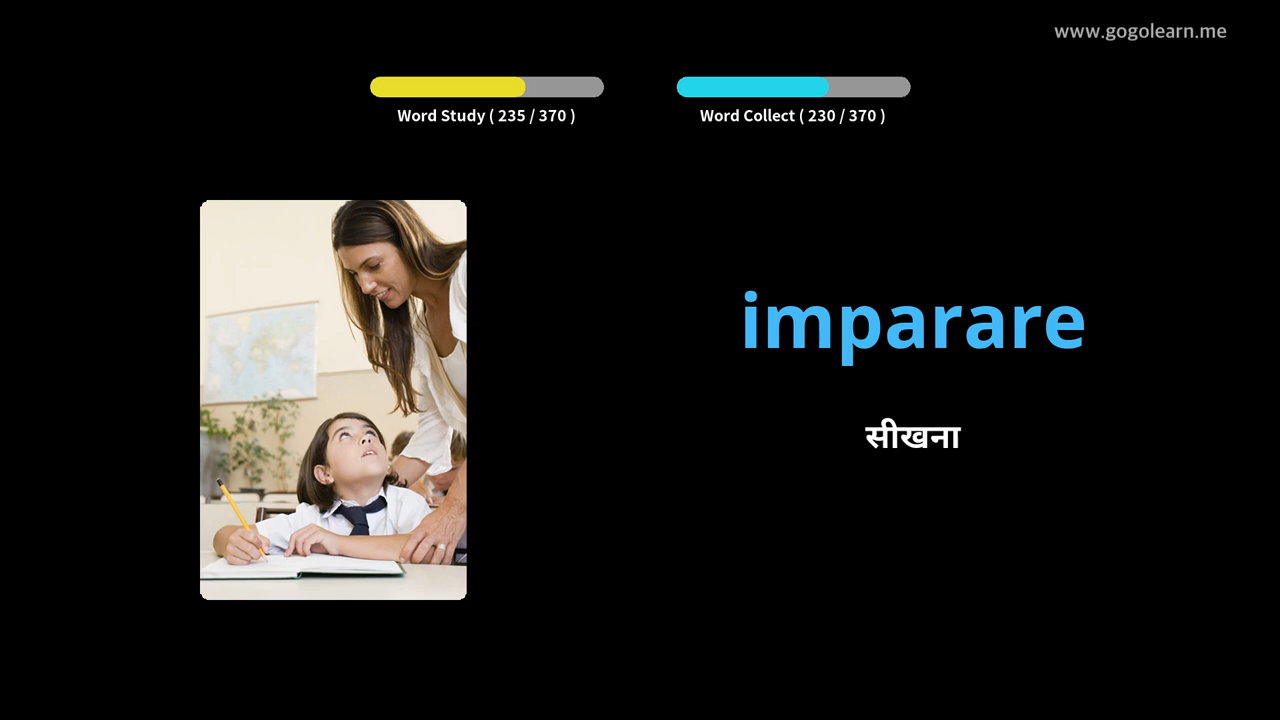 www.gogolearn.me
Word Study ( 235 / 370 )
Word Collect ( 230 / 370 )
imparare
सीखना